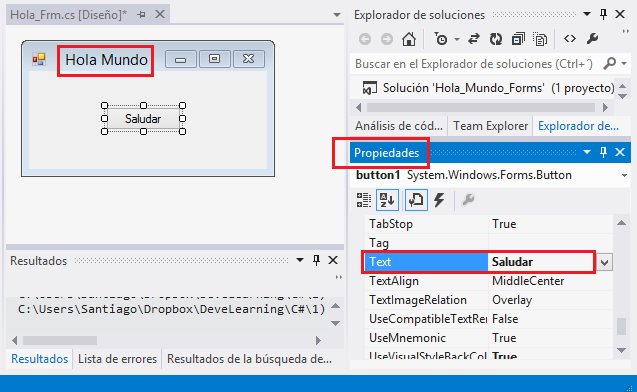 Hola_Frm.cs [Diseño]*
Hola Mundo
Saludar
Resultados
C:\Users\Santiago\Dropbox\DeveLearning\C#\1)
Resultados Lista de errores Resultados de la búsqueda de...
Explorador de soluciones
Buscar en el Explorador de soluciones (Ctrl+´)
Solución 'Hola_Mundo_Forms' (1 proyecto)
Análisis de cód... Team Explorer Explorador de...
Propiedades
button1 System.Windows.Forms.Button
TabStop True
Tag
Text Saludar
TextAlign MiddleCenter
TextImageRelation Overlay
UseCompatibleTextRen False
UseMnemonic True
UseVisualStyleBackCol True